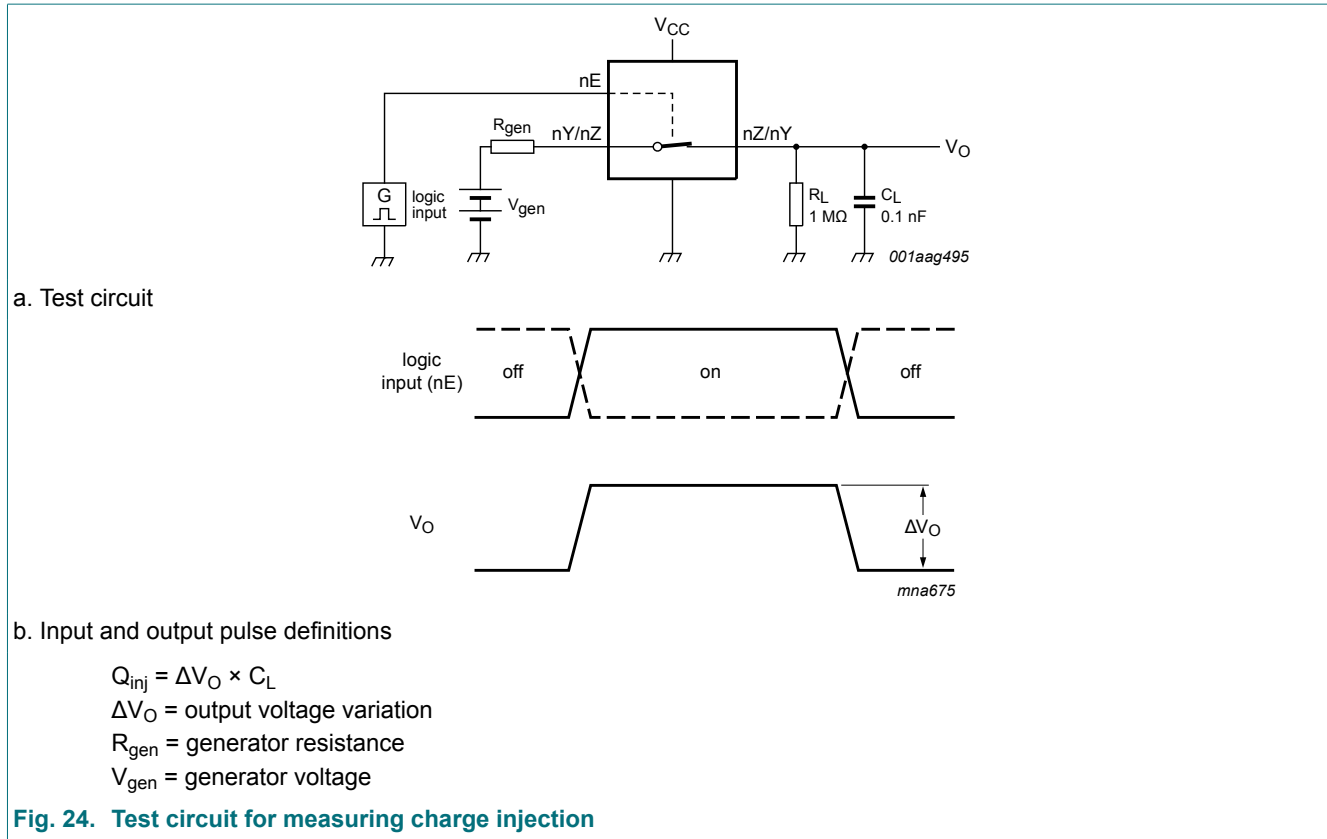 VCC
nE
Rgen
nY/nZ
nZ/nY
VO
G
logic
input
Vgen
RL
1 MΩ
CL
0.1 nF
001aag495
a. Test circuit
logic
input (nE)
off
on
off
VO
ΔVO
mna675
b. Input and output pulse definitions
Qinj = ΔVO × CL
ΔVO = output voltage variation
Rgen = generator resistance
Vgen = generator voltage
Fig. 24. Test circuit for measuring charge injection